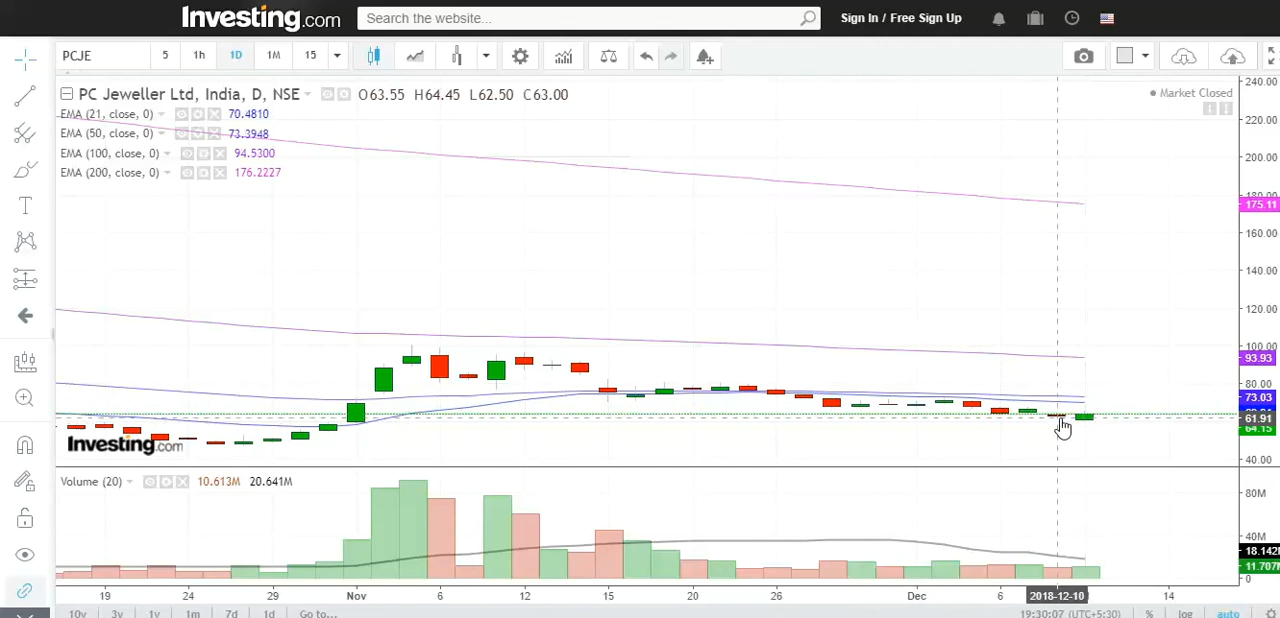 Investing.com
Search the website...
Sign In / Free Sign Up
PCJE 5 1h 1D 1M 15
PC Jeweller Ltd, India, D, NSE O63.55 H64.45 L62.50 C63.00
Market Closed
EMA (21, close, 0) 70.4810
EMA (50, close, 0) 73.3948
EMA (100, close, 0) 94.5300
EMA (200, close, 0) 176.2227
240.00
220.00
200.00
180.00
175.11
160.00
140.00
120.00
100.00
93.93
80.00
73.03
61.91
64.15
40.00
Investing.com
Volume (20) 10.613M 20.641M
80M
40M
18.142
11.707
0
19 24 29 Nov 6 12 15 20 26 Dec 6 2018-12-10 14
10y 3y 1y 1m 7d 1d Go to... 19:30:07 (UTC+5:30) % log auto